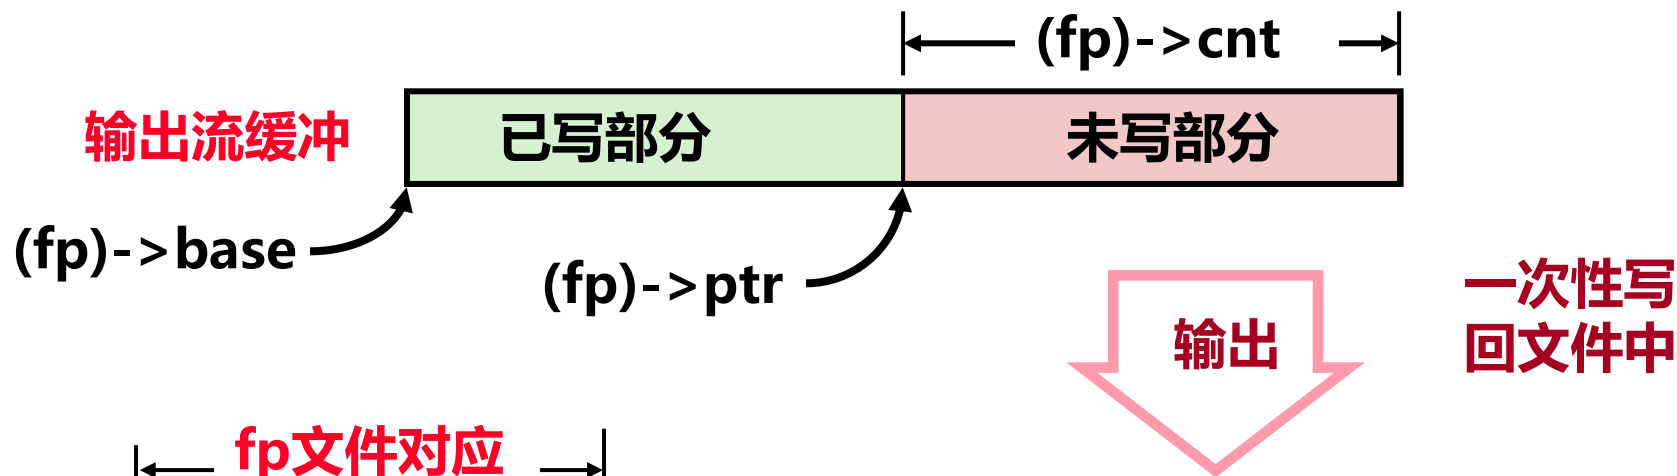 (fp)->cnt
输出流缓冲
已写部分
未写部分
(fp)->base
(fp)->ptr
输出
一次性写
回文件中
fp文件对应